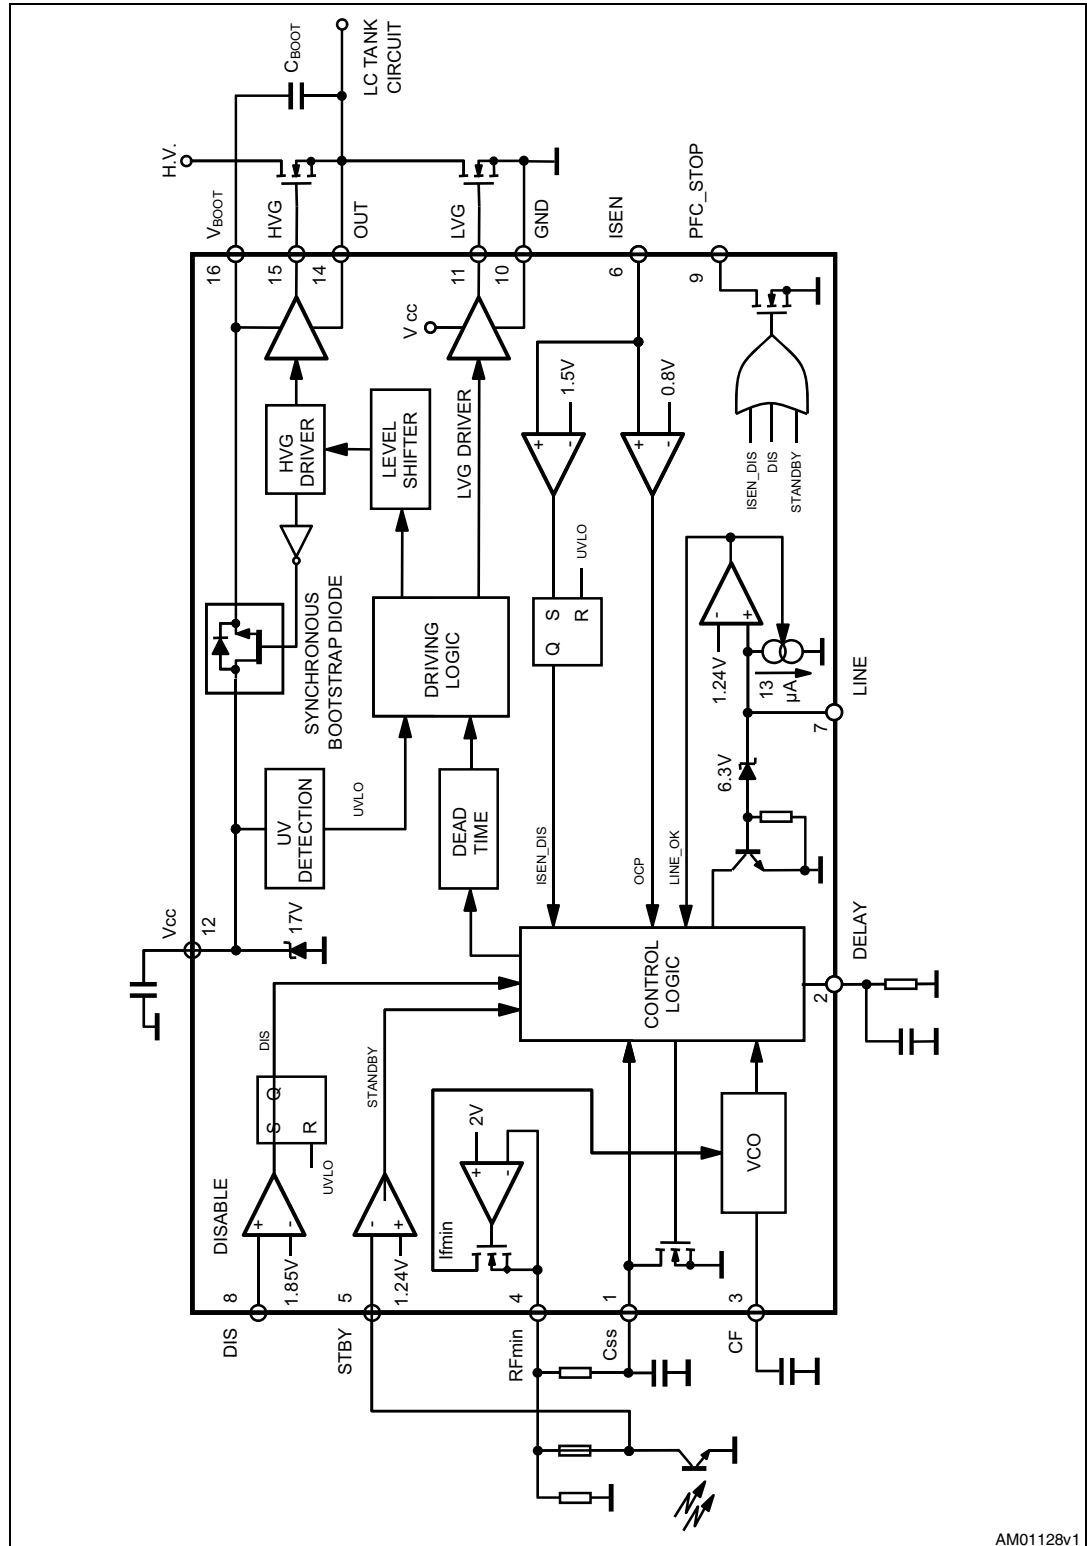 H.V.
CBOOT
LC TANK
CIRCUIT
VBOOT
HVG
OUT
LVG
GND
ISEN
PFC_STOP
16
15
14
11
10
6
9
V cc
HVG
DRIVER
LEVEL
SHIFTER
LVG DRIVER
1.5V
0.8V
+
-
+
-
ISEN_DIS
DIS
STANDBY
SYNCHRONOUS
BOOTSTRAP DIODE
DRIVING
LOGIC
Q S
R
UVLO
1.24V
-
+
13
µA
LINE
7
6.3V
UV
DETECTION
UVLO
DEAD
TIME
ISEN_DIS
OCP
LINE_OK
Vcc
12
17V
CONTROL
LOGIC
DELAY
2
DIS
STANDBY
S Q
R
UVLO
DISABLE
+
-
1.85V
-
+
1.24V
2V
+
-
Ifmin
VCO
8
5
4
1
3
DIS
STBY
RFmin
Css
CF
AM01128v1